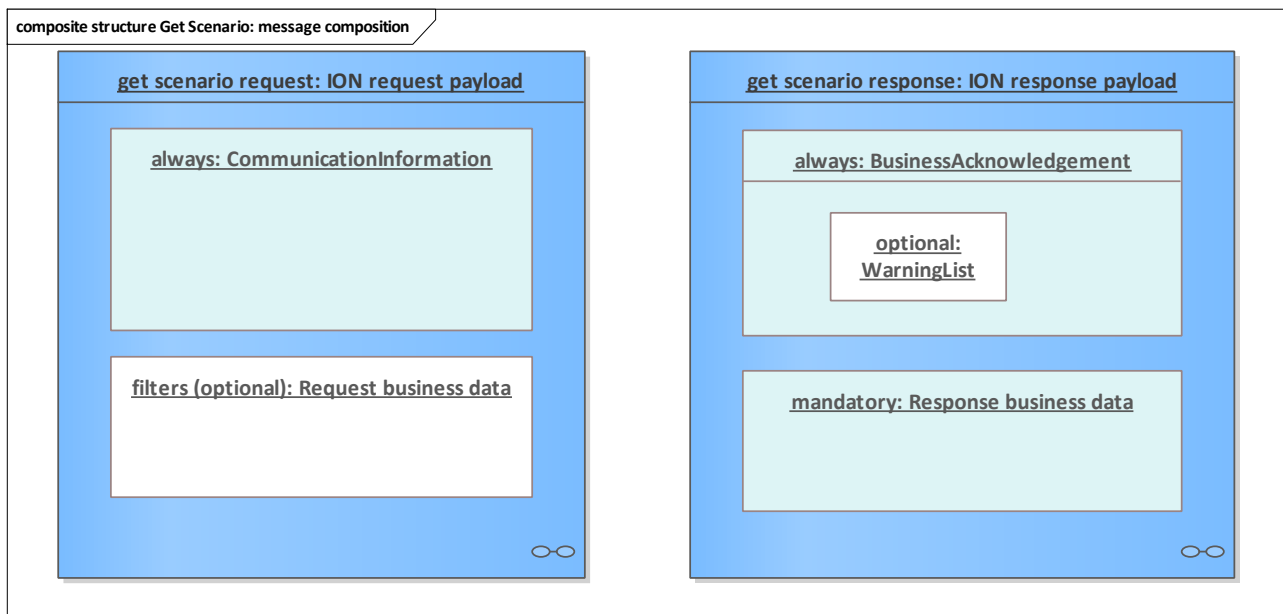 composite structure Get Scenario: message composition
get scenario request: ION request payload
always: CommunicationInformation
filters (optional): Request business data
get scenario response: ION response payload
always: BusinessAcknowledgement
optional:
WarningList
mandatory: Response business data